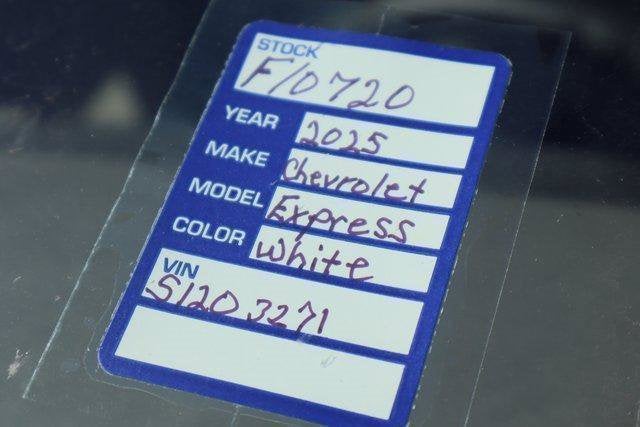 STOCK
F10720
YEAR 2025
MAKE Chevrolet
MODEL Express
COLOR White
VIN
S1203271